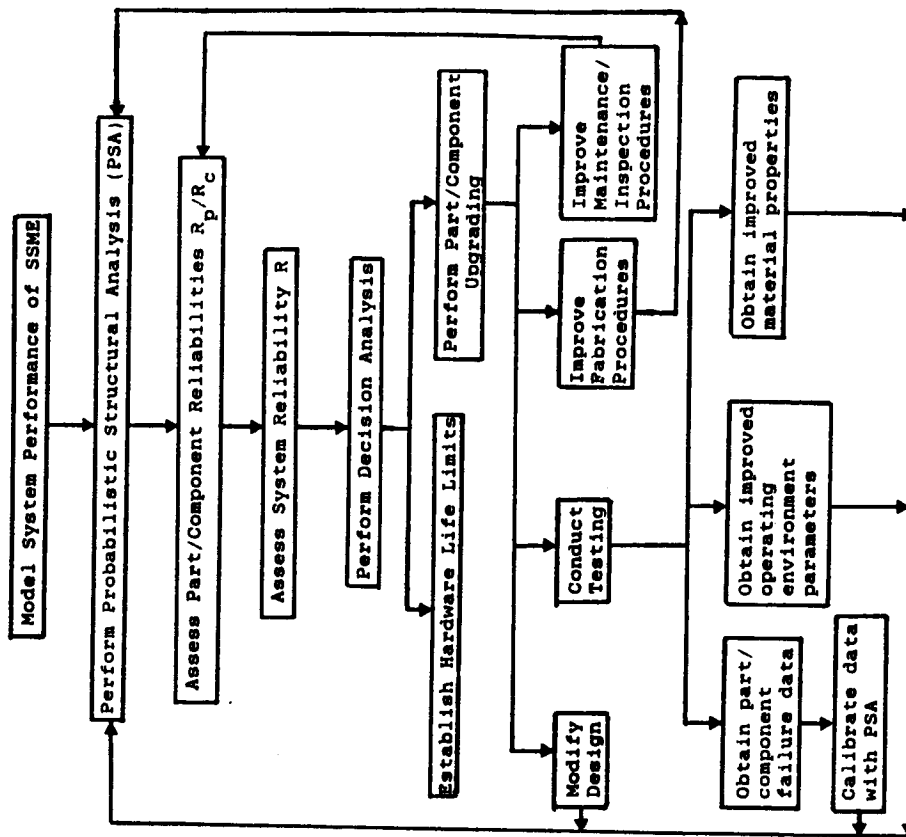 Model System Performance of SSME
Perform Probabilistic Structural Analysis (PSA)
Assess Part/Component Reliabilities Rp/Rc
Assess System Reliability R
Perform Decision Analysis
Establish Hardware Life Limits
Perform Part/Component
Upgrading
Modify
Design
Conduct
Testing
Improve
Fabrication
Procedures
Improve
Maintenance/
Inspection
Procedures
Obtain part/
component
failure data
Obtain improved
operating
environment
parameters
Obtain improved
material properties
Calibrate data
with PSA